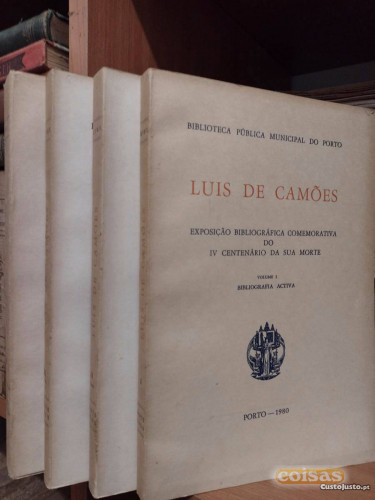 BIBLIOTECA PÚBLICA MUNICIPAL DO PORTO
LUIS DE CAMÕES
EXPOSIÇÃO BIBLIOGRÁFICA COMEMORATIVA
DO
IV CENTENÁRIO DA SUA MORTE
VOLUME I
BIBLIOGRAFIA ACTIVA
PORTO — 1980
coisas
CustoJusto.pt